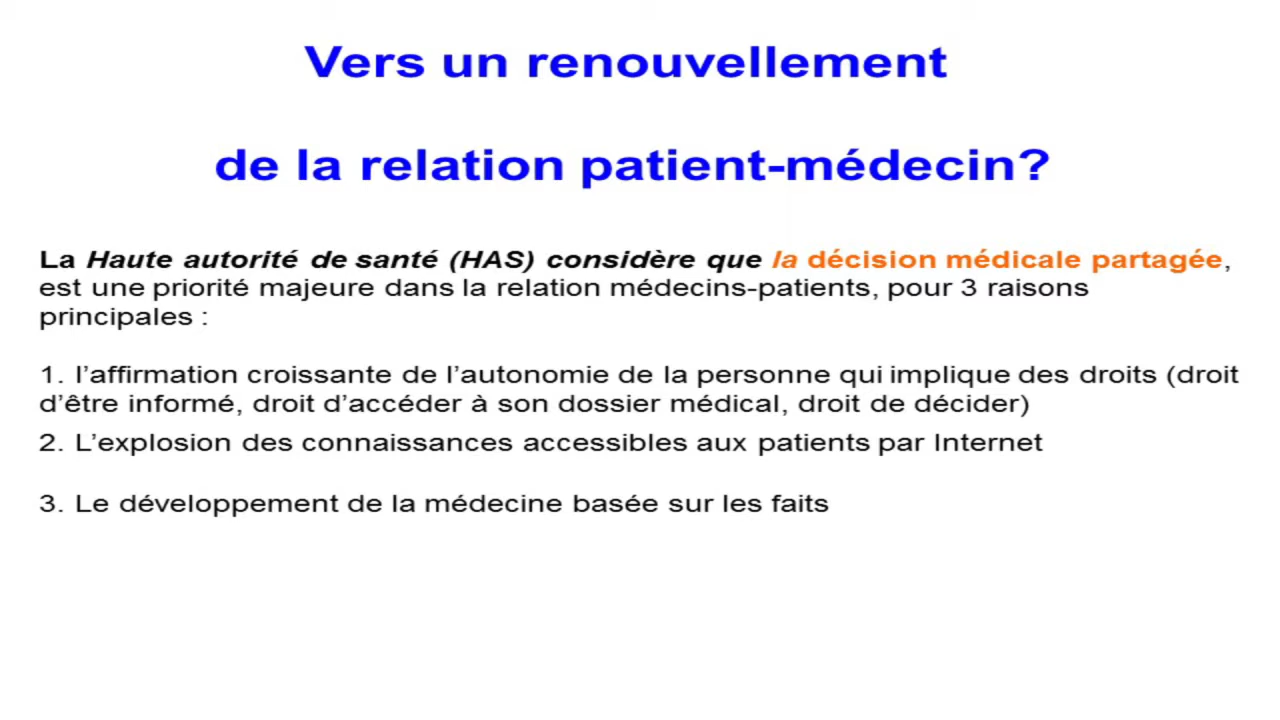 Vers un renouvellement
de la relation patient-médecin?
La Haute autorité de santé (HAS) considère que la décision médicale partagée,
est une priorité majeure dans la relation médecins-patients, pour 3 raisons
principales :
1. l’affirmation croissante de l’autonomie de la personne qui implique des droits (droit
d’être informé, droit d’accéder à son dossier médical, droit de décider)
2. L’explosion des connaissances accessibles aux patients par Internet
3. Le développement de la médecine basée sur les faits